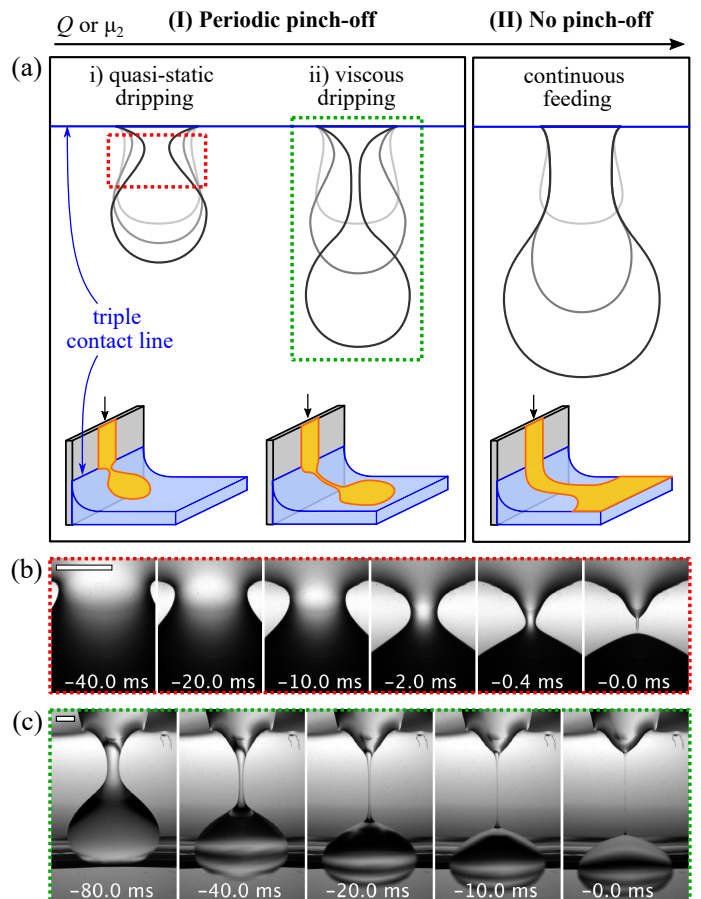 Q or μ₂
(I) Periodic pinch-off
(II) No pinch-off
(a)
i) quasi-static
dripping
ii) viscous
dripping
continuous
feeding
triple
contact line
(b)
−40.0 ms
−20.0 ms
−10.0 ms
−2.0 ms
−0.4 ms
−0.0 ms
(c)
−80.0 ms
−40.0 ms
−20.0 ms
−10.0 ms
−0.0 ms